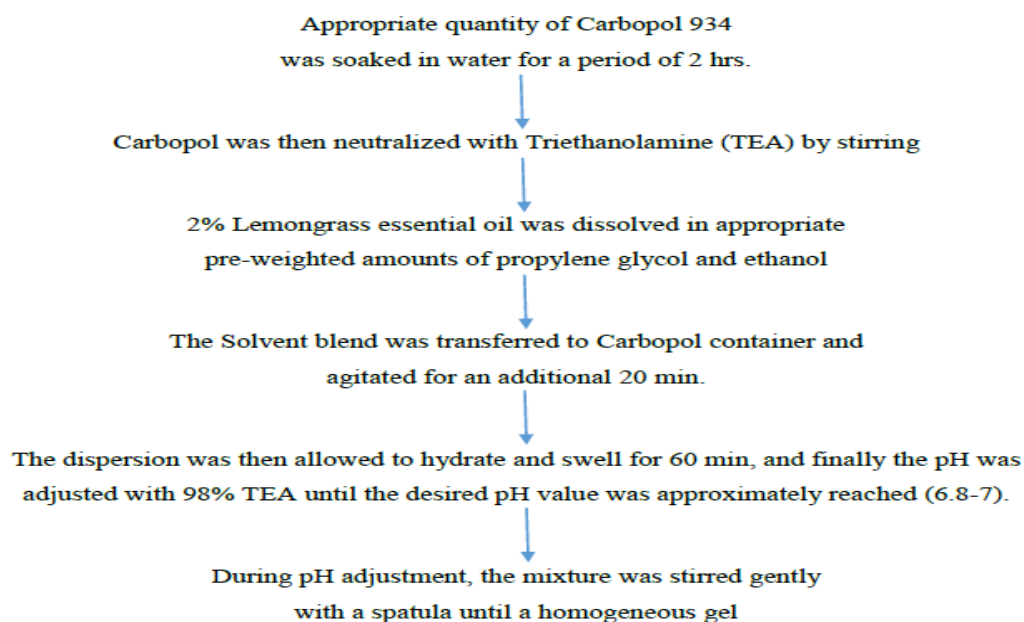 Appropriate quantity of Carbopol 934
was soaked in water for a period of 2 hrs.
Carbopol was then neutralized with Triethanolamine (TEA) by stirring
2% Lemongrass essential oil was dissolved in appropriate
pre-weighted amounts of propylene glycol and ethanol
The Solvent blend was transferred to Carbopol container and
agitated for an additional 20 min.
The dispersion was then allowed to hydrate and swell for 60 min, and finally the pH was
adjusted with 98% TEA until the desired pH value was approximately reached (6.8-7).
During pH adjustment, the mixture was stirred gently
with a spatula until a homogeneous gel